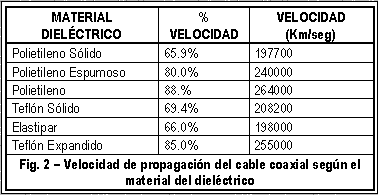 MATERIAL DIELÉCTRICO % VELOCIDAD VELOCIDAD (Km/seg)
Polietileno Sólido 65.9% 197700
Polietileno Espumoso 80.0% 240000
Polietileno 88.% 264000
Teflón Sólido 69.4% 208200
Elastipar 66.0% 198000
Teflón Expandido 85.0% 255000
Fig. 2 – Velocidad de propagación del cable coaxial según el
material del dieléctrico